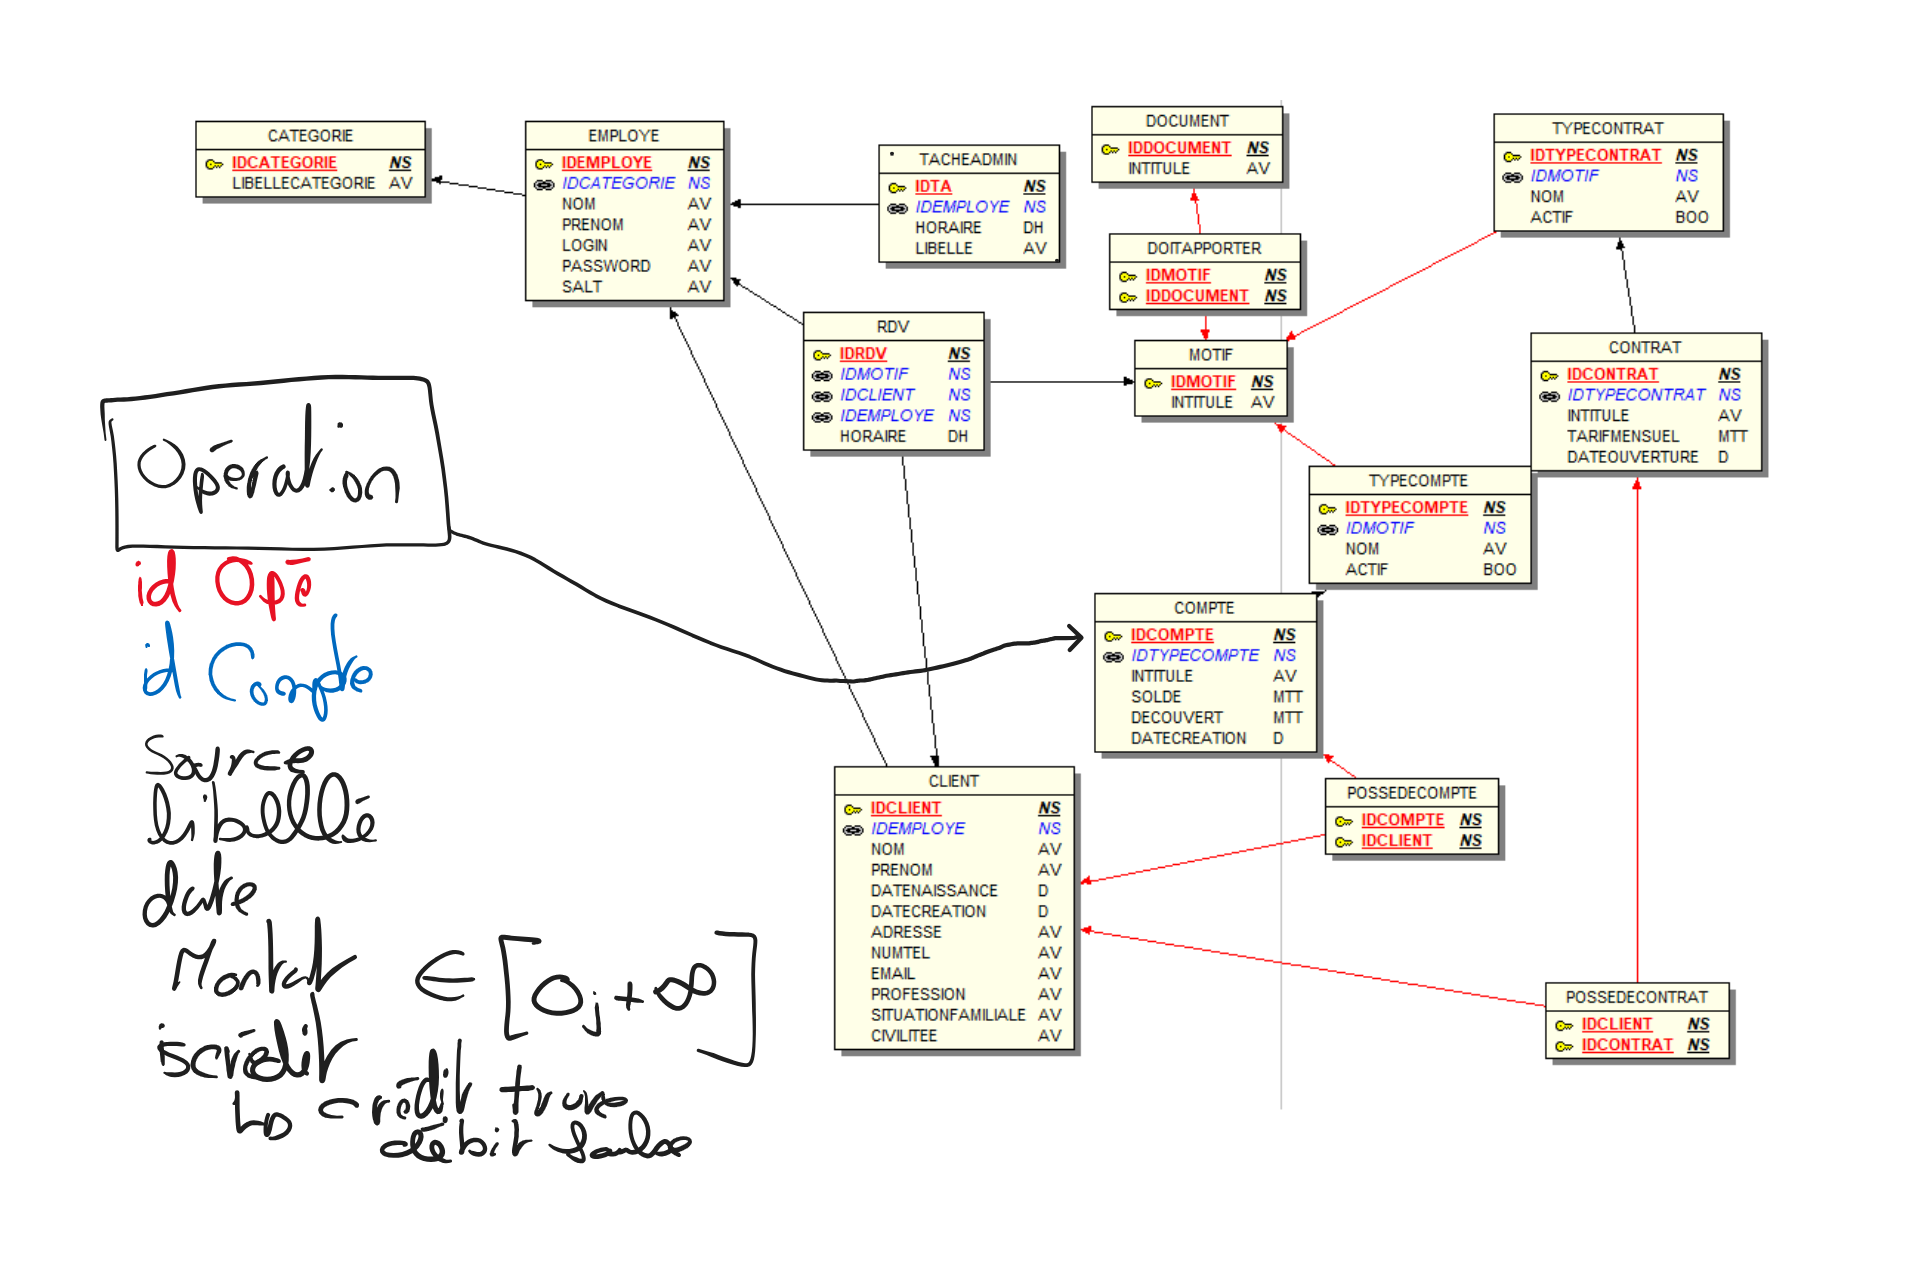 CATEGORIE
IDCATEGORIE NS
LIBELLECATEGORIE AV
EMPLOYE
IDEMPLOYE NS
IDCATEGORIE NS
NOM AV
PRENOM AV
LOGIN AV
PASSWORD AV
SALT AV
TACHEADMIN
IDTA NS
IDEMPLOYE NS
HORAIRE DH
LIBELLE AV
DOCUMENT
IDDOCUMENT NS
INTITULE AV
DOITAPPORTER
IDMOTIF NS
IDDOCUMENT NS
TYPECONTRAT
IDTYPECONTRAT NS
IDMOTIF NS
NOM AV
ACTIF BOO
RDV
IDRDV NS
IDMOTIF NS
IDCLIENT NS
IDEMPLOYE NS
HORAIRE DH
MOTIF
IDMOTIF NS
INTITULE AV
CONTRAT
IDCONTRAT NS
IDTYPECONTRAT NS
INTITULE AV
TARIFMENSUEL MTT
DATEOUVERTURE D
TYPECOMPTE
IDTYPECOMPTE NS
IDMOTIF NS
NOM AV
ACTIF BOO
COMPTE
IDCOMPTE NS
IDTYPECOMPTE NS
INTITULE AV
SOLDE MTT
DECOUVERT MTT
DATECREATION D
CLIENT
IDCLIENT NS
IDEMPLOYE NS
NOM AV
PRENOM AV
DATENAISSANCE D
DATECREATION D
ADRESSE AV
NUMTEL AV
EMAIL AV
PROFESSION AV
SITUATIONFAMILIALE AV
CIVILITEE AV
POSSEDECOMPTE
IDCOMPTE NS
IDCLIENT NS
POSSEDECONTRAT
IDCLIENT NS
IDCONTRAT NS
Opération
id Opé
id Compte
Source
libellé
date
Montat ∈ [0;+∞]
iscrédit
↳ crédit true
débit false